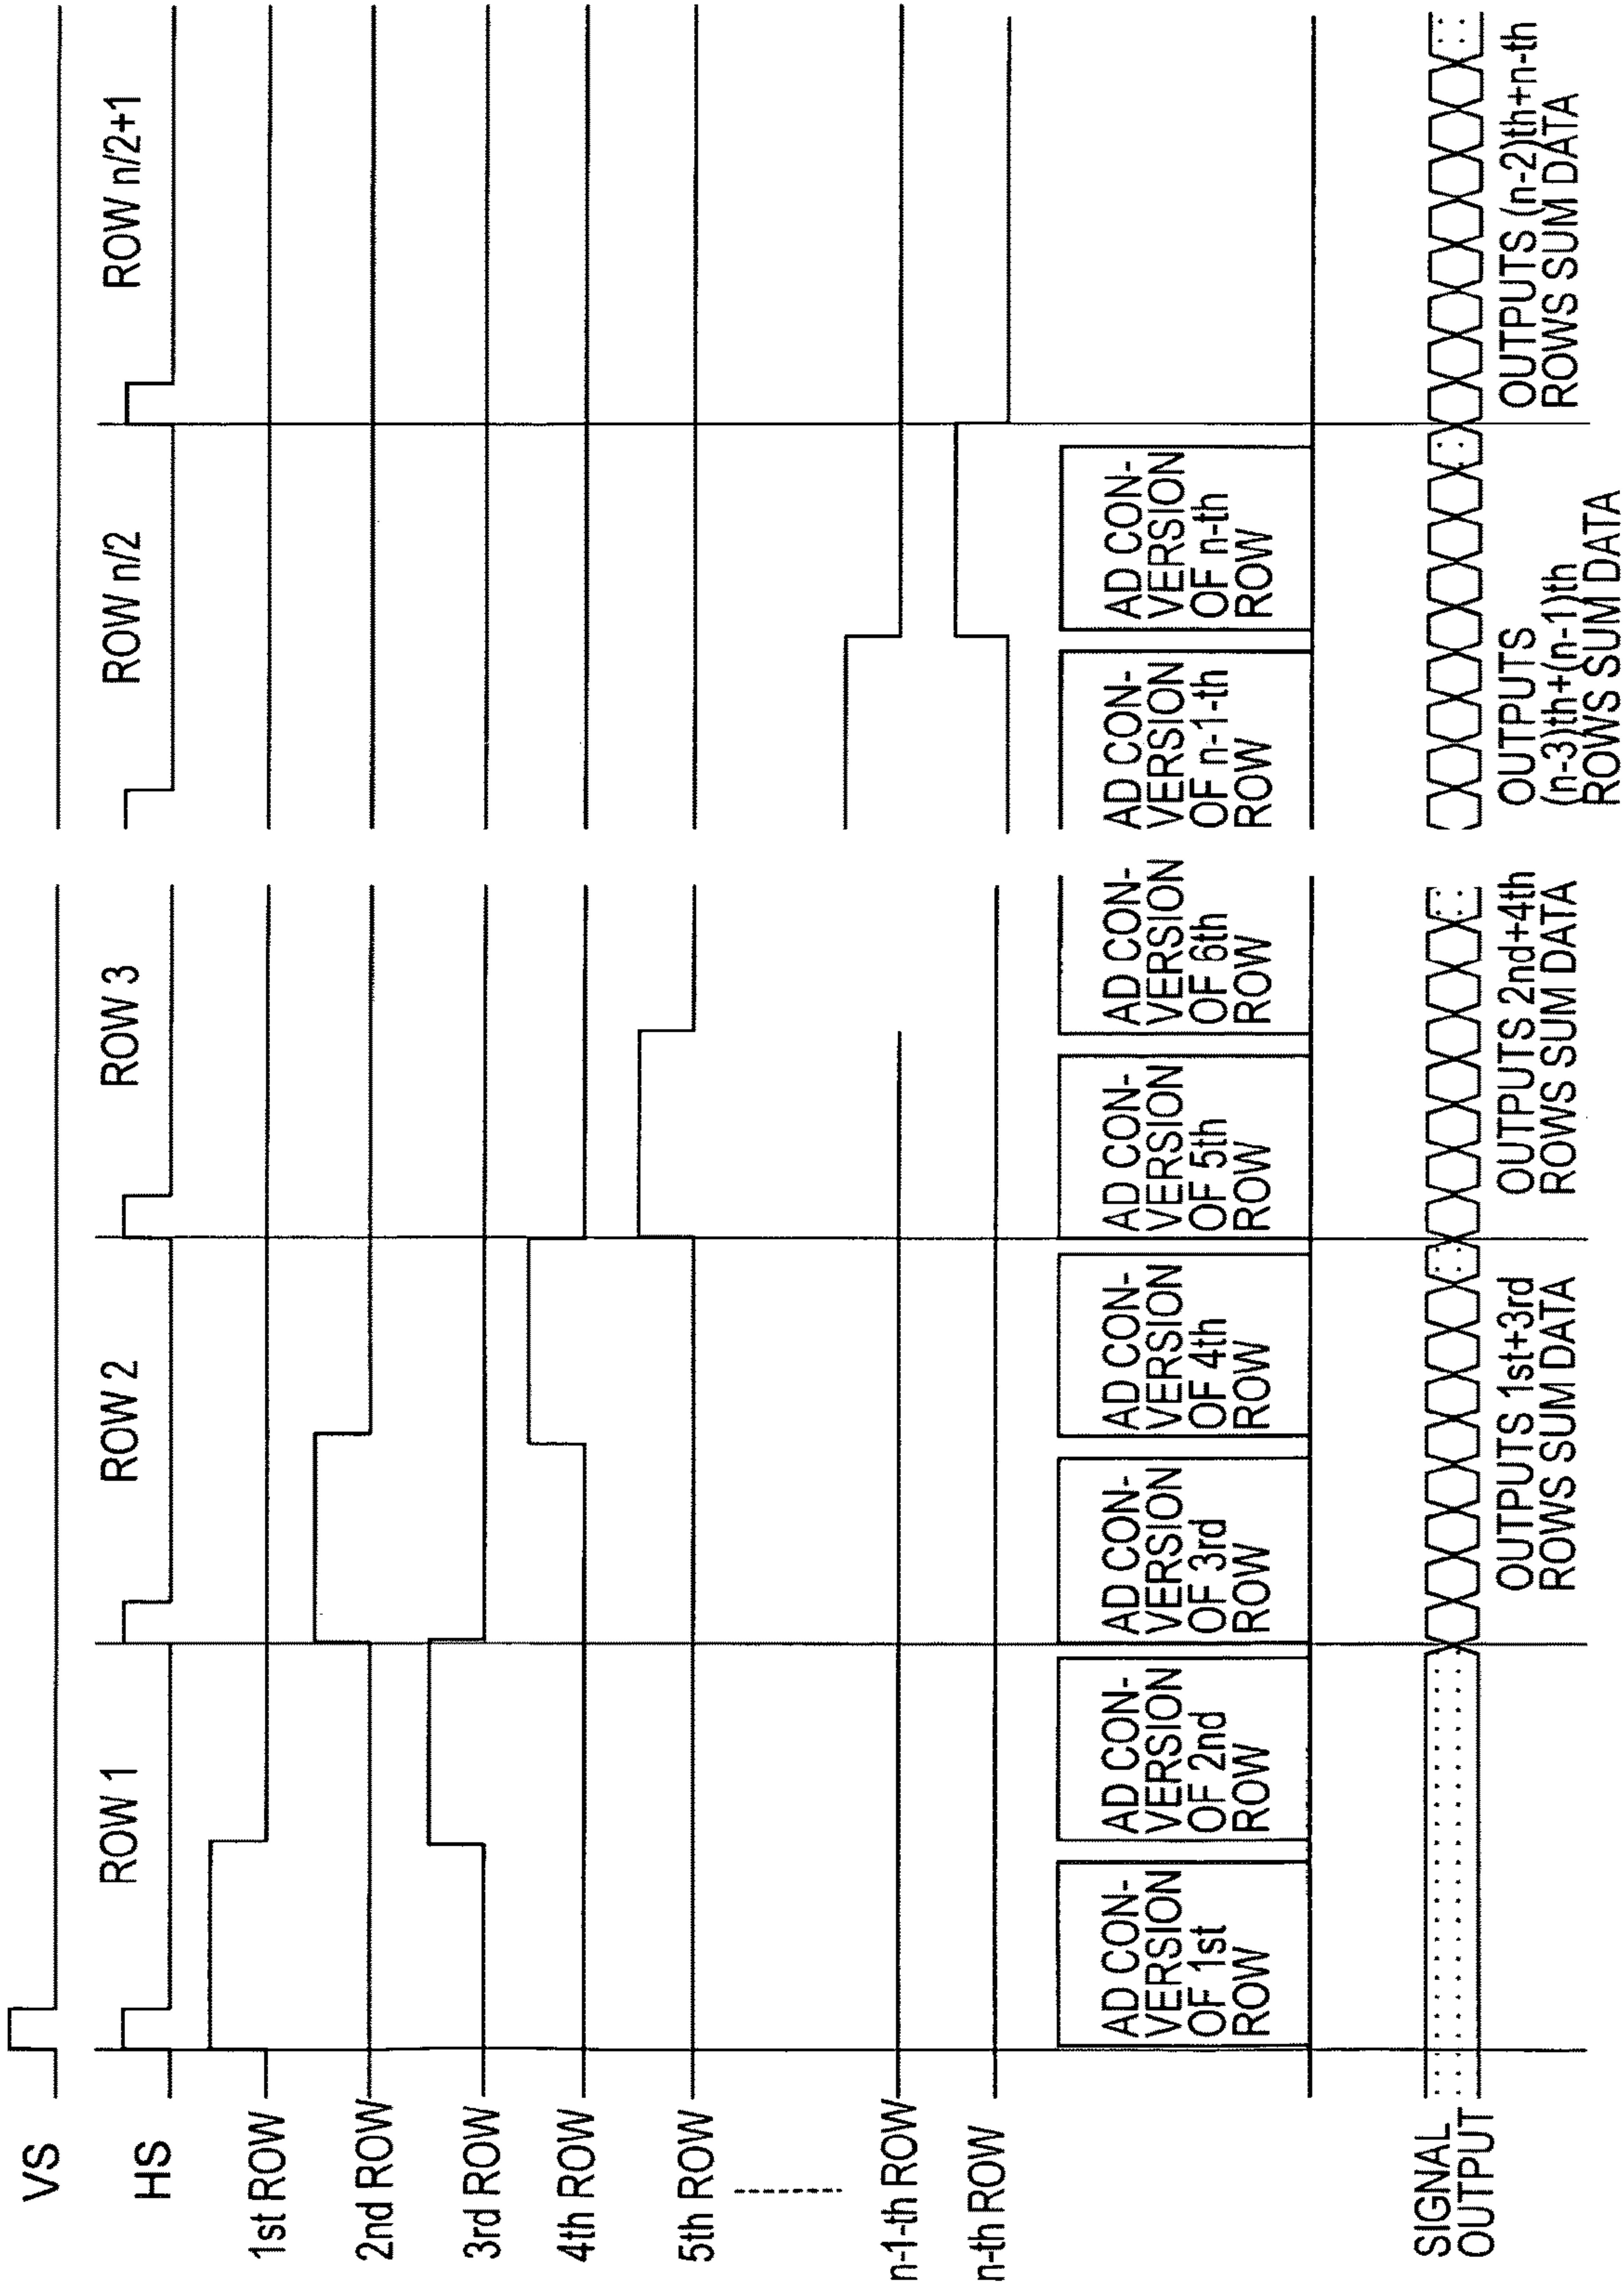 VS
HS
ROW 1
ROW 2
ROW 3
ROW n/2
ROW n/2+1
1st ROW
2nd ROW
3rd ROW
4th ROW
5th ROW
n-1-th ROW
n-th ROW
AD CON-
VERSION
OF 1st
ROW
AD CON-
VERSION
OF 2nd
ROW
AD CON-
VERSION
OF 3rd
ROW
AD CON-
VERSION
OF 4th
ROW
AD CON-
VERSION
OF 5th
ROW
AD CON-
VERSION
OF 6th
ROW
AD CON-
VERSION
OF n-1-th
ROW
AD CON-
VERSION
OF n-th
ROW
SIGNAL
OUTPUT
OUTPUTS 1st+3rd
ROWS SUM DATA
OUTPUTS 2nd+4th
ROWS SUM DATA
OUTPUTS
(n-3)th+(n-1)th
ROWS SUM DATA
OUTPUTS (n-2)th+n-th
ROWS SUM DATA